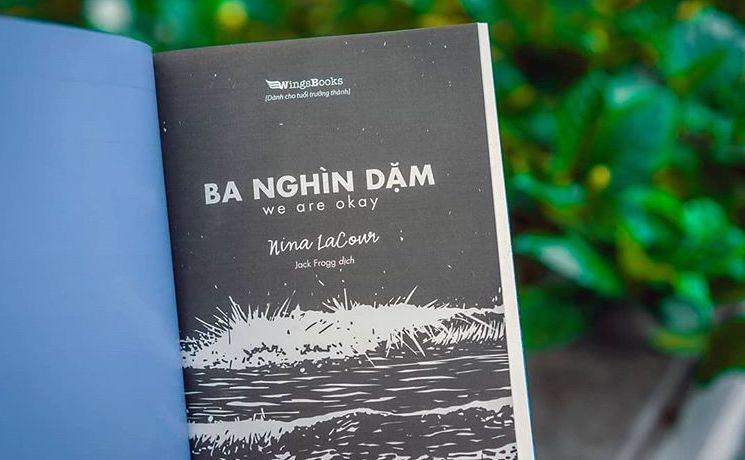 WingsBooks
[Dành cho tuổi trưởng thành]
BA NGHÌN DẶM
we are okay
Nina LaCour
Jack Frogg dịch